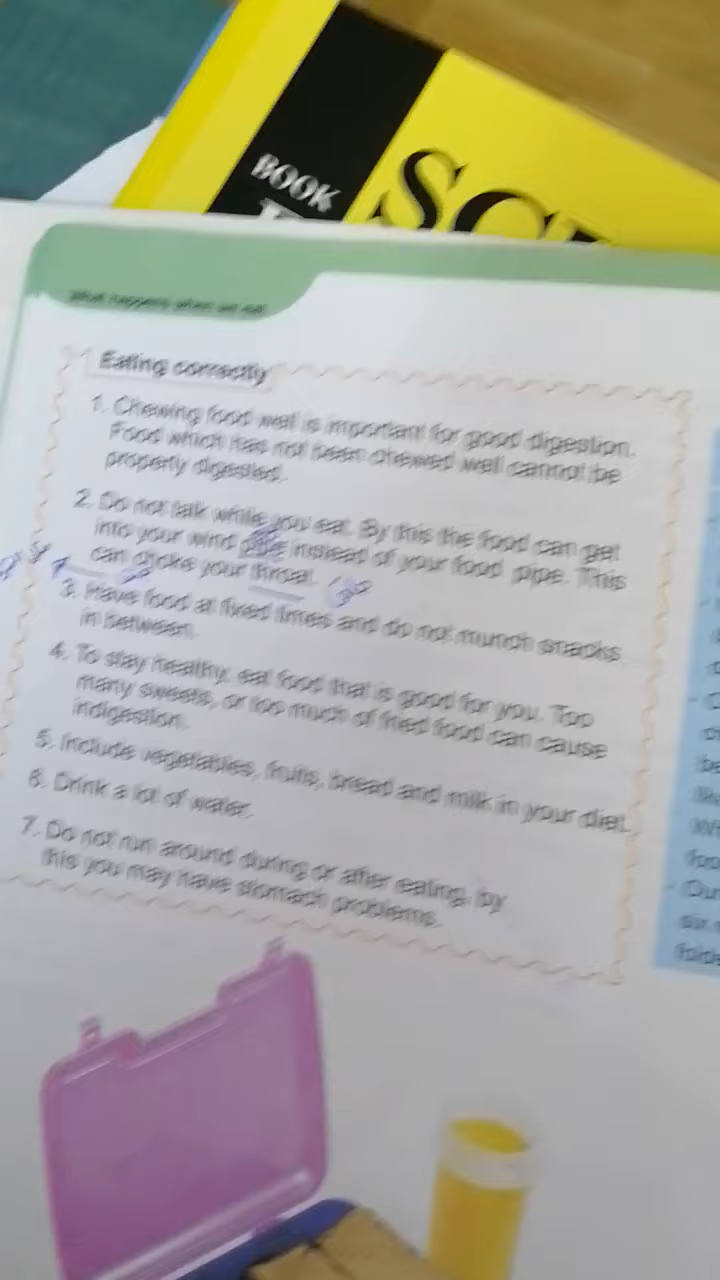 BOOK
SC
What happens when we eat
Eating correctly
1. Chewing food well is important for good digestion.
Food which has not been chewed well cannot be
properly digested.
2. Do not talk while you eat. By this the food can get
into your wind pipe instead of your food pipe. This
can choke your throat.
3. Have food at fixed times and do not munch snacks
in between.
4. To stay healthy, eat food that is good for you. Too
many sweets, or too much of fried food can cause
indigestion.
5. Include vegetables, fruits, bread and milk in your diet.
6. Drink a lot of water.
7. Do not run around during or after eating, by
this you may have stomach problems.